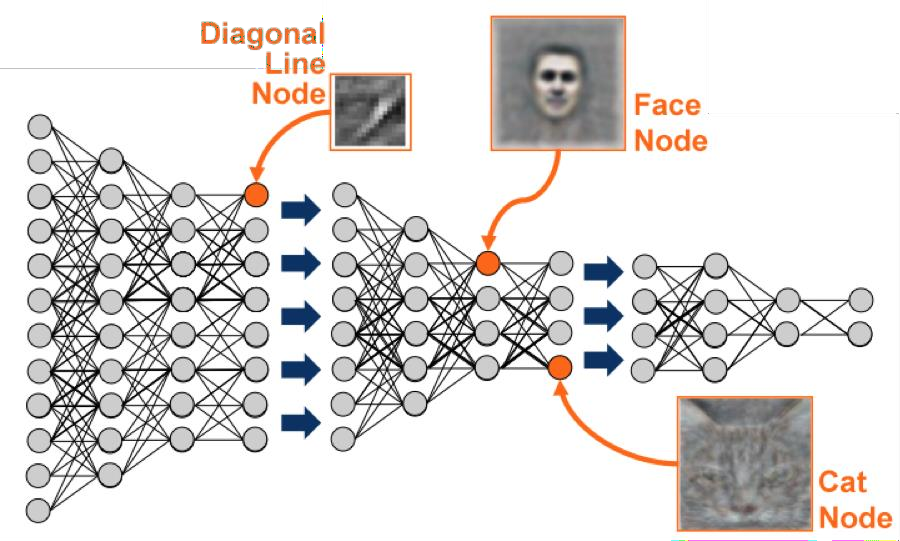 Diagonal
Line
Node
Face
Node
Cat
Node